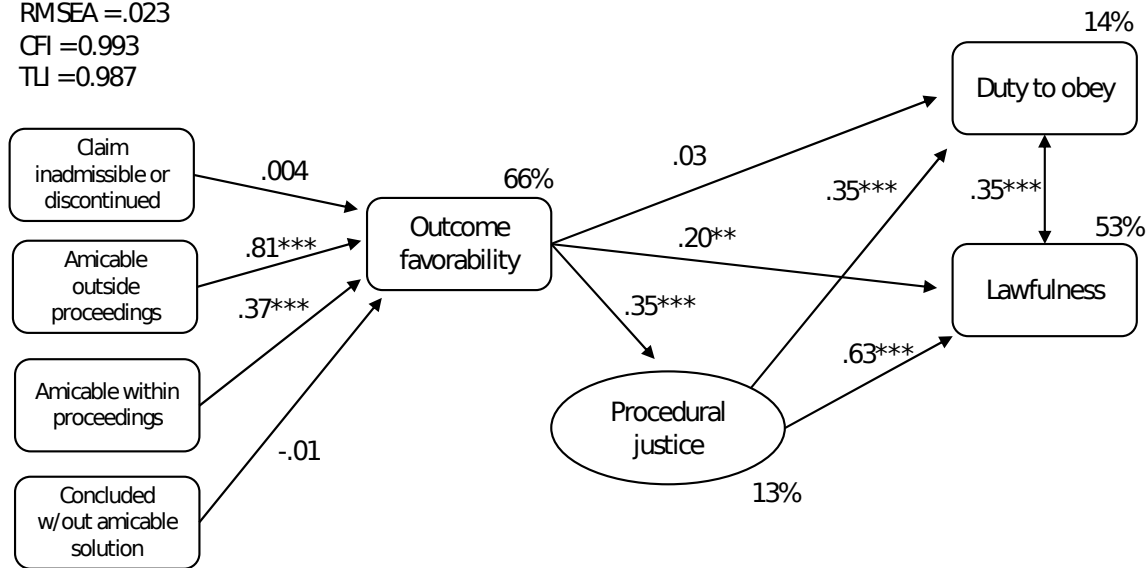 RMSEA =.023
CFI =0.993
TLI =0.987
14%
Duty to obey
Claim
inadmissible or
discontinued
.004
.03
66%
.35***
.35***
Outcome
favorability
Amicable
outside
proceedings
.81***
.20**
53%
Lawfulness
.37***
.35***
.63***
Amicable within
proceedings
Procedural
justice
-.01
13%
Concluded
w/out amicable
solution